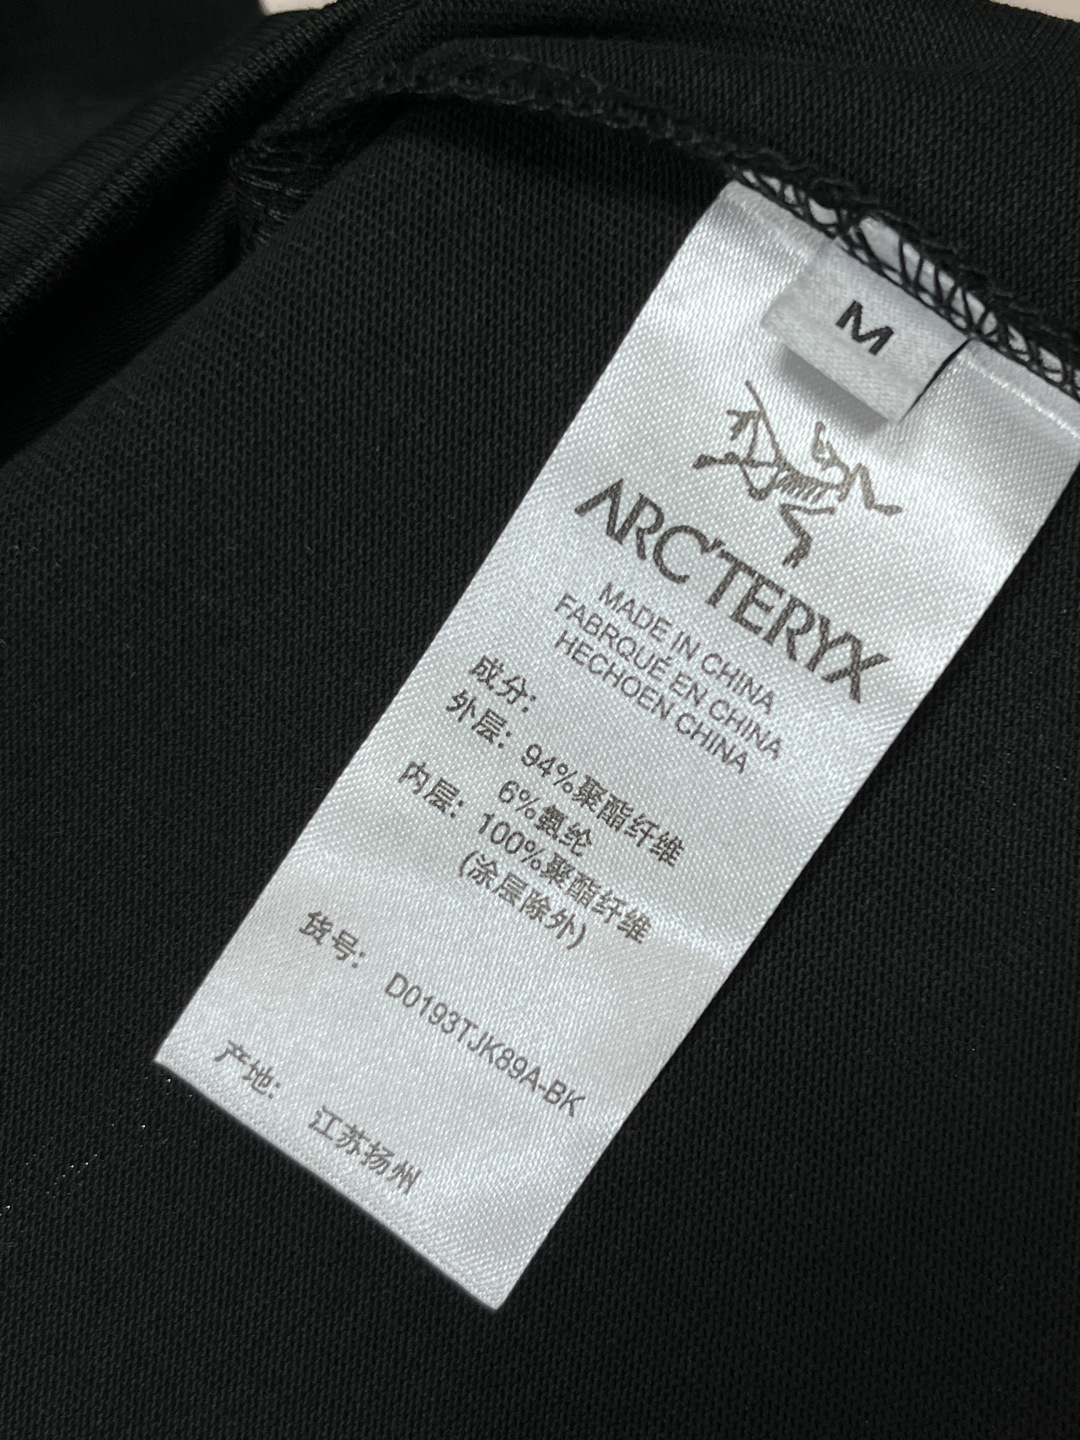 M
ARC'TERYX
MADE IN CHINA
FABRIQUÉ EN CHINA
HECHOEN CHINA
成分:
外层: 94%聚酯纤维
6%氨纶
内层: 100%聚酯纤维
(涂层除外)
货号: D0193TJK89A-BK
产地: 江苏扬州